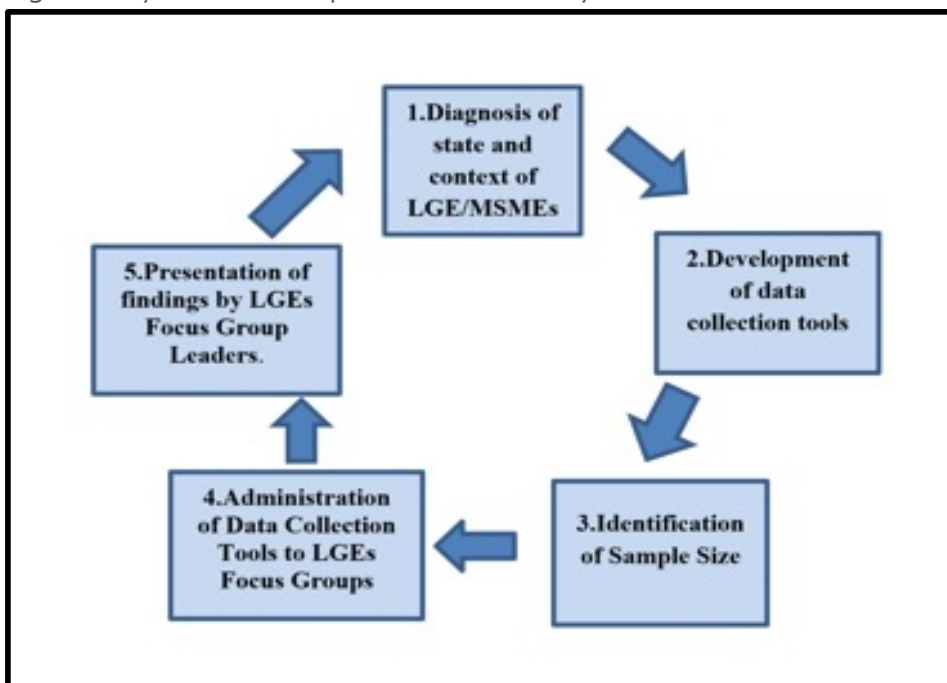 1.Diagnosis of
state and
context of
LGE/MSMEs
2.Development
of data
collection tools
3.Identification
of Sample Size
4.Administration
of Data Collection
Tools to LGEs
Focus Groups
5.Presentation of
findings by LGEs
Focus Group
Leaders.